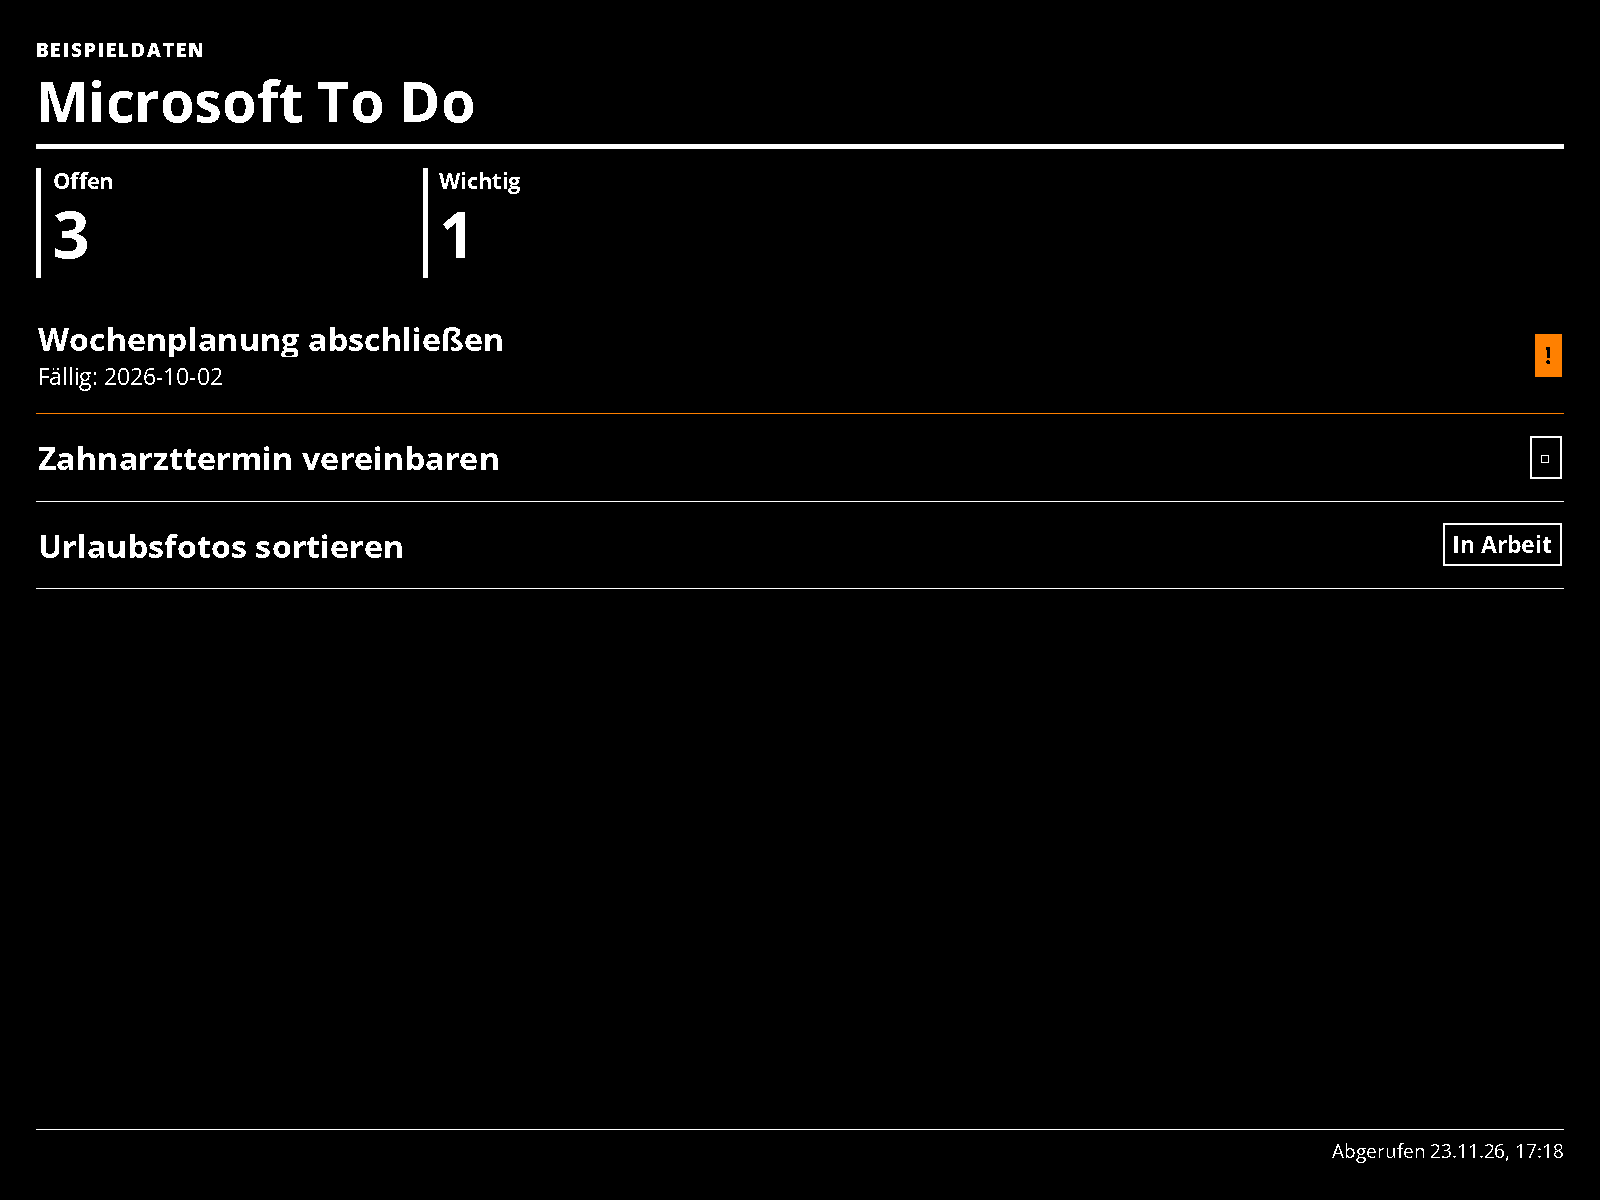 BEISPIELDATEN
Microsoft To Do
Offen
3
Wichtig
1
Wochenplanung abschließen
Fällig: 2026-10-02
!
Zahnarzttermin vereinbaren
Urlaubsfotos sortieren
In Arbeit
Abgerufen 23.11.26, 17:18